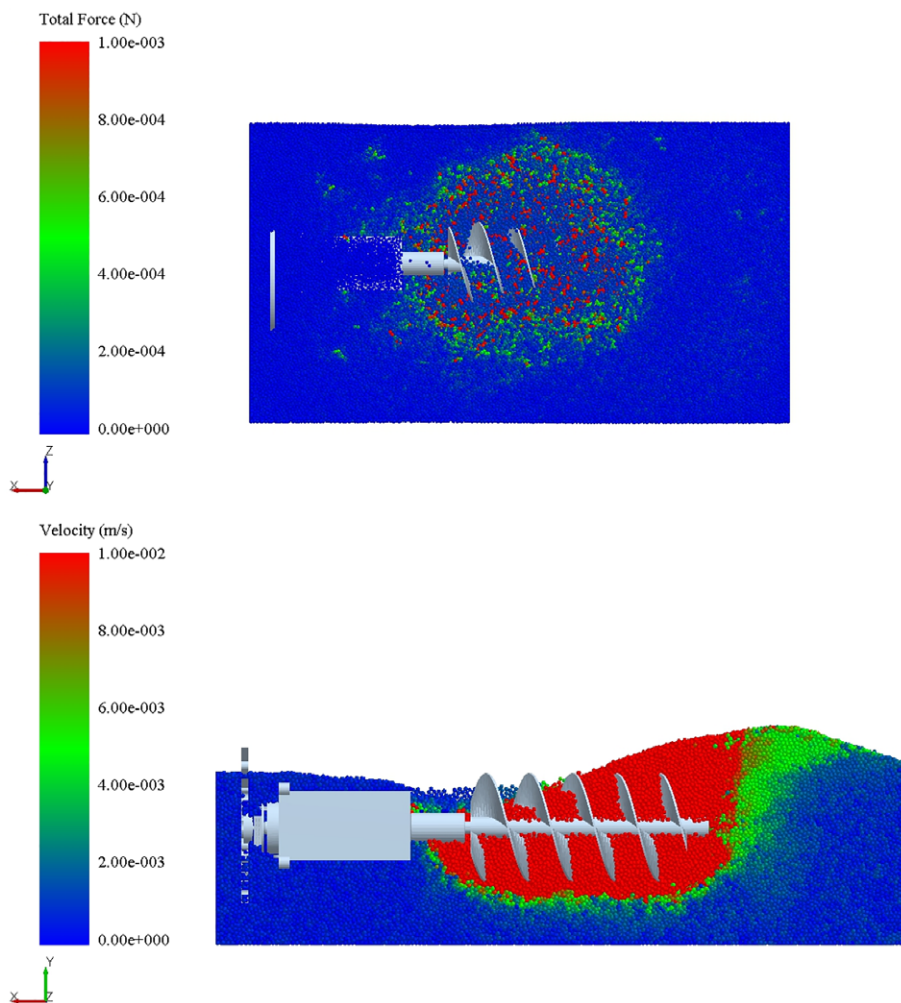 Total Force (N)
1.00e-003
8.00e-004
6.00e-004
4.00e-004
2.00e-004
0.00e+000
Z
X
Y
Velocity (m/s)
1.00e-002
8.00e-003
6.00e-003
4.00e-003
2.00e-003
0.00e+000
Y
X
Z